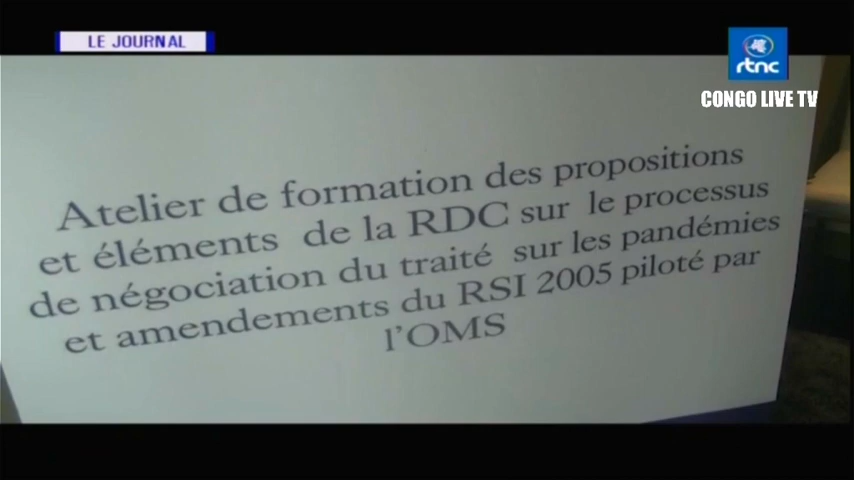 LE JOURNAL
rtnc
CONGO LIVE TV
Atelier de formation des propositions
et éléments de la RDC sur le processus
de négociation du traité sur les pandémies
et amendements du RSI 2005 piloté par
l'OMS